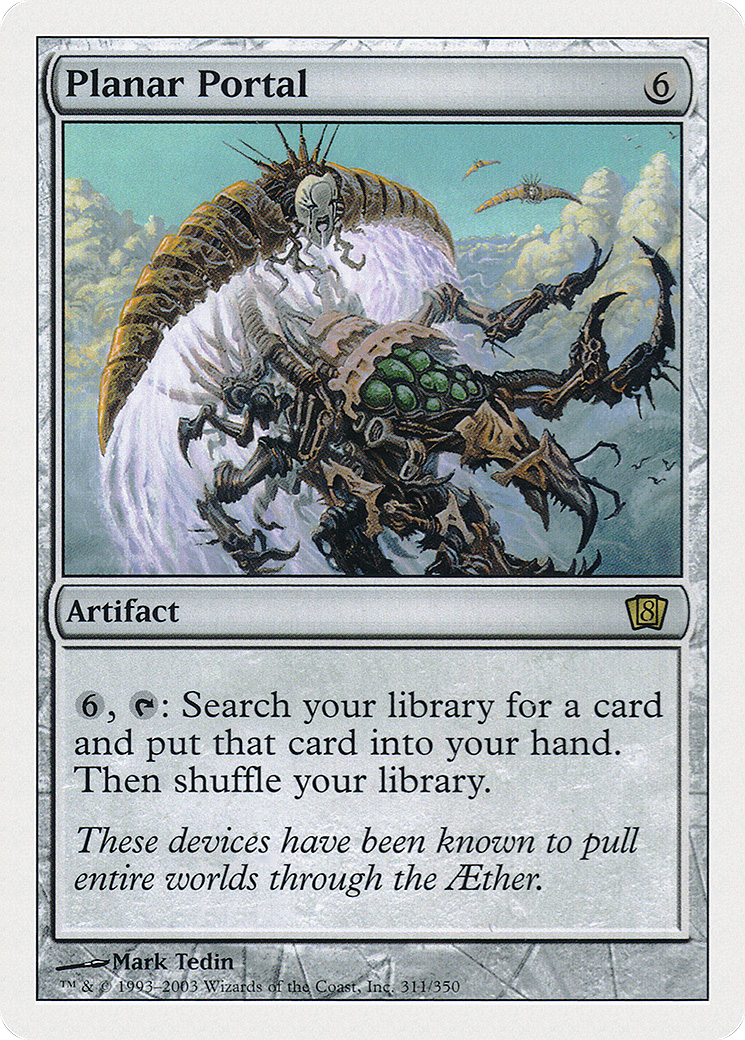 Planar Portal 6
Artifact 8
6, : Search your library for a card
and put that card into your hand.
Then shuffle your library.
These devices have been known to pull
entire worlds through the Æther.
Mark Tedin
™ & © 1993–2003 Wizards of the Coast, Inc. 311/350